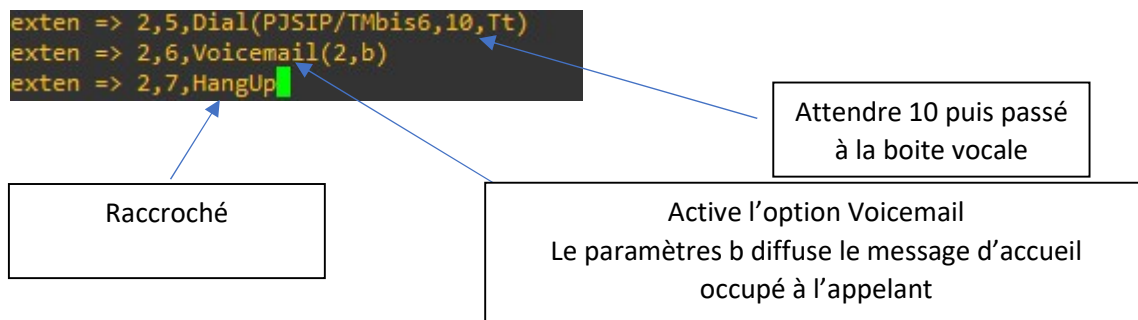 exten => 2,5,Dial(PJSIP/TMbis6,10,Tt)
exten => 2,6,Voicemail(2,b)
exten => 2,7,HangUp
Attendre 10 puis passé
à la boite vocale
Raccroché
Active l’option Voicemail
Le paramètres b diffuse le message d’accueil
occupé à l’appelant